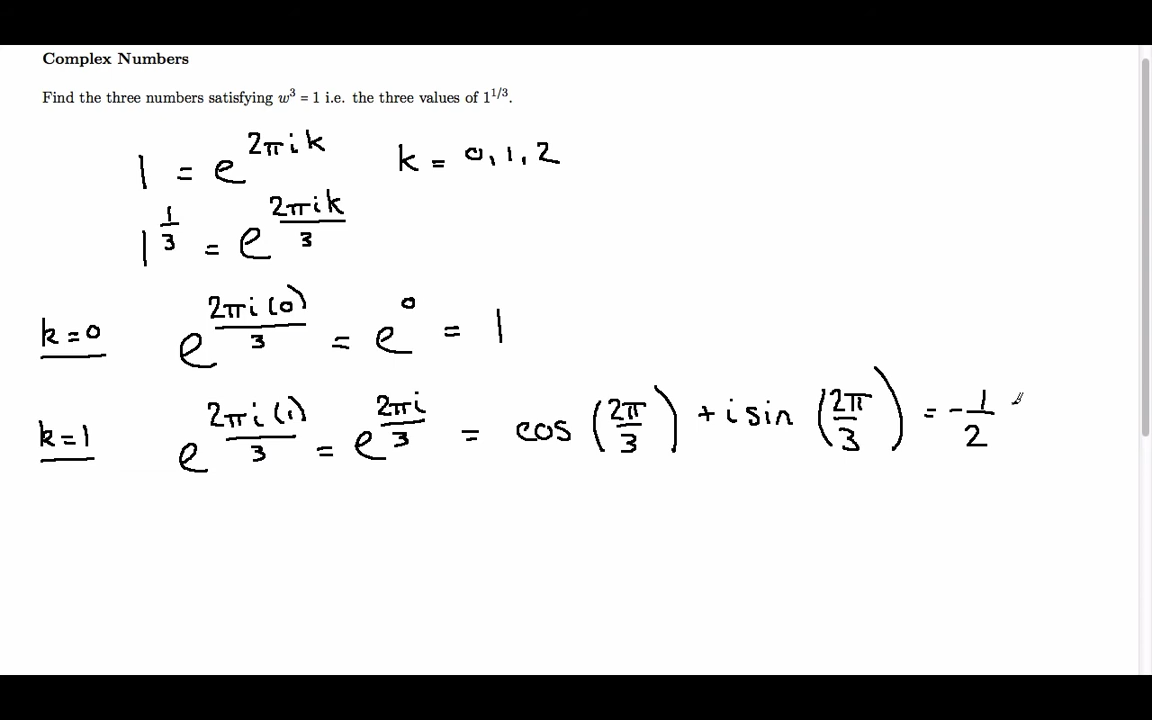 Complex Numbers
Find the three numbers satisfying w³ = 1 i.e. the three values of 1^{1/3}.
1 = e^{2πik} k = 0, 1, 2
1^{1/3} = e^{2πik/3}
k=0 e^{2πi(0)/3} = e^0 = 1
k=1 e^{2πi(1)/3} = e^{2πi/3} = cos (2π/3) + i sin (2π/3) = -1/2